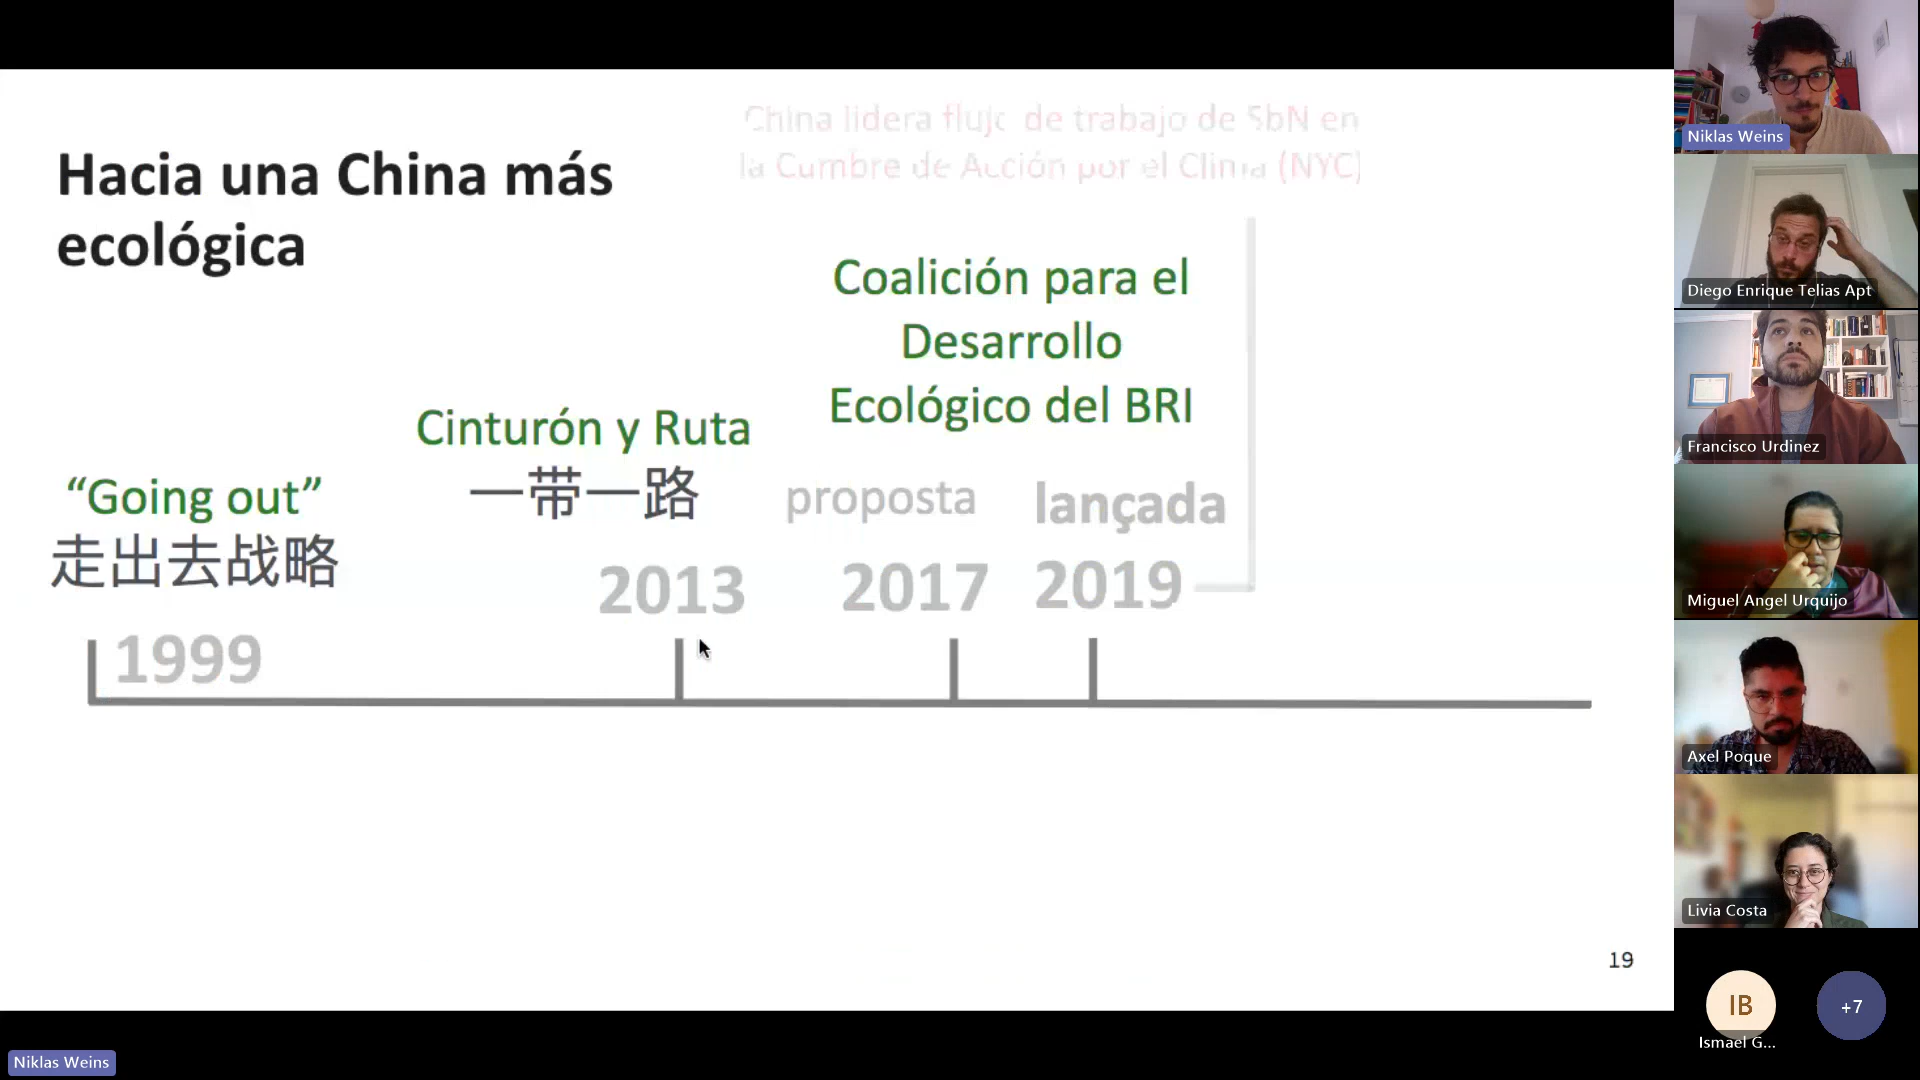 China lidera flujo de trabajo de SbN en
la Cumbre de Acción por el Clima (NYC)
Hacia una China más
ecológica
Coalición para el
Desarrollo
Ecológico del BRI
Cinturón y Ruta
一带一路
proposta
lançada
“Going out”
走出去战略
2013
2017
2019
1999
19
Niklas Weins
Niklas Weins
Diego Enrique Telias Apt
Francisco Urdinez
Miguel Angel Urquijo
Axel Poque
Livia Costa
IB
+7
Ismael G...